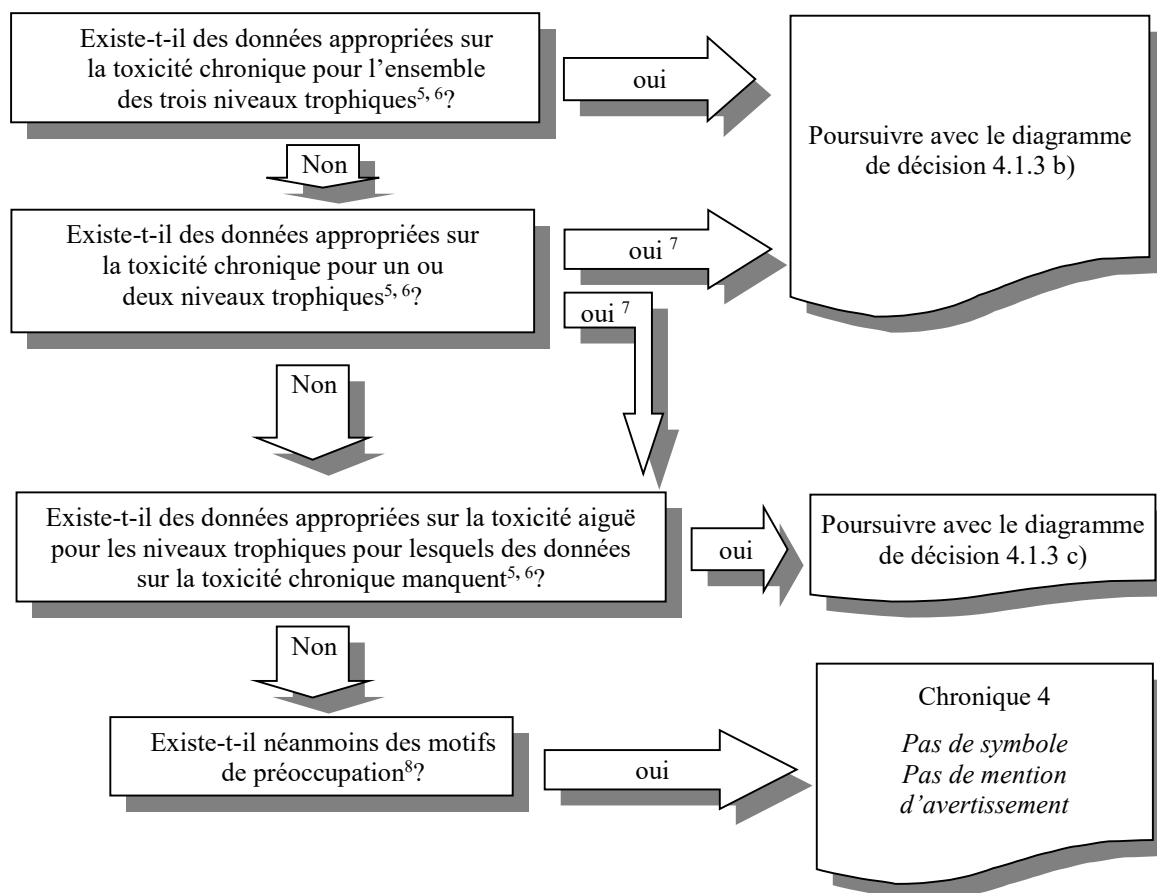 Existe-t-il des données appropriées sur
la toxicité chronique pour l'ensemble
des trois niveaux trophiques5, 6?
oui
Poursuivre avec le diagramme
de décision 4.1.3 b)
Non
Existe-t-il des données appropriées sur
la toxicité chronique pour un ou
deux niveaux trophiques5, 6?
oui 7
oui 7
Non
Existe-t-il des données appropriées sur la toxicité aiguë
pour les niveaux trophiques pour lesquels des données
sur la toxicité chronique manquent5, 6?
oui
Poursuivre avec le diagramme
de décision 4.1.3 c)
Non
Existe-t-il néanmoins des motifs
de préoccupation8?
oui
Chronique 4
Pas de symbole
Pas de mention
d'avertissement